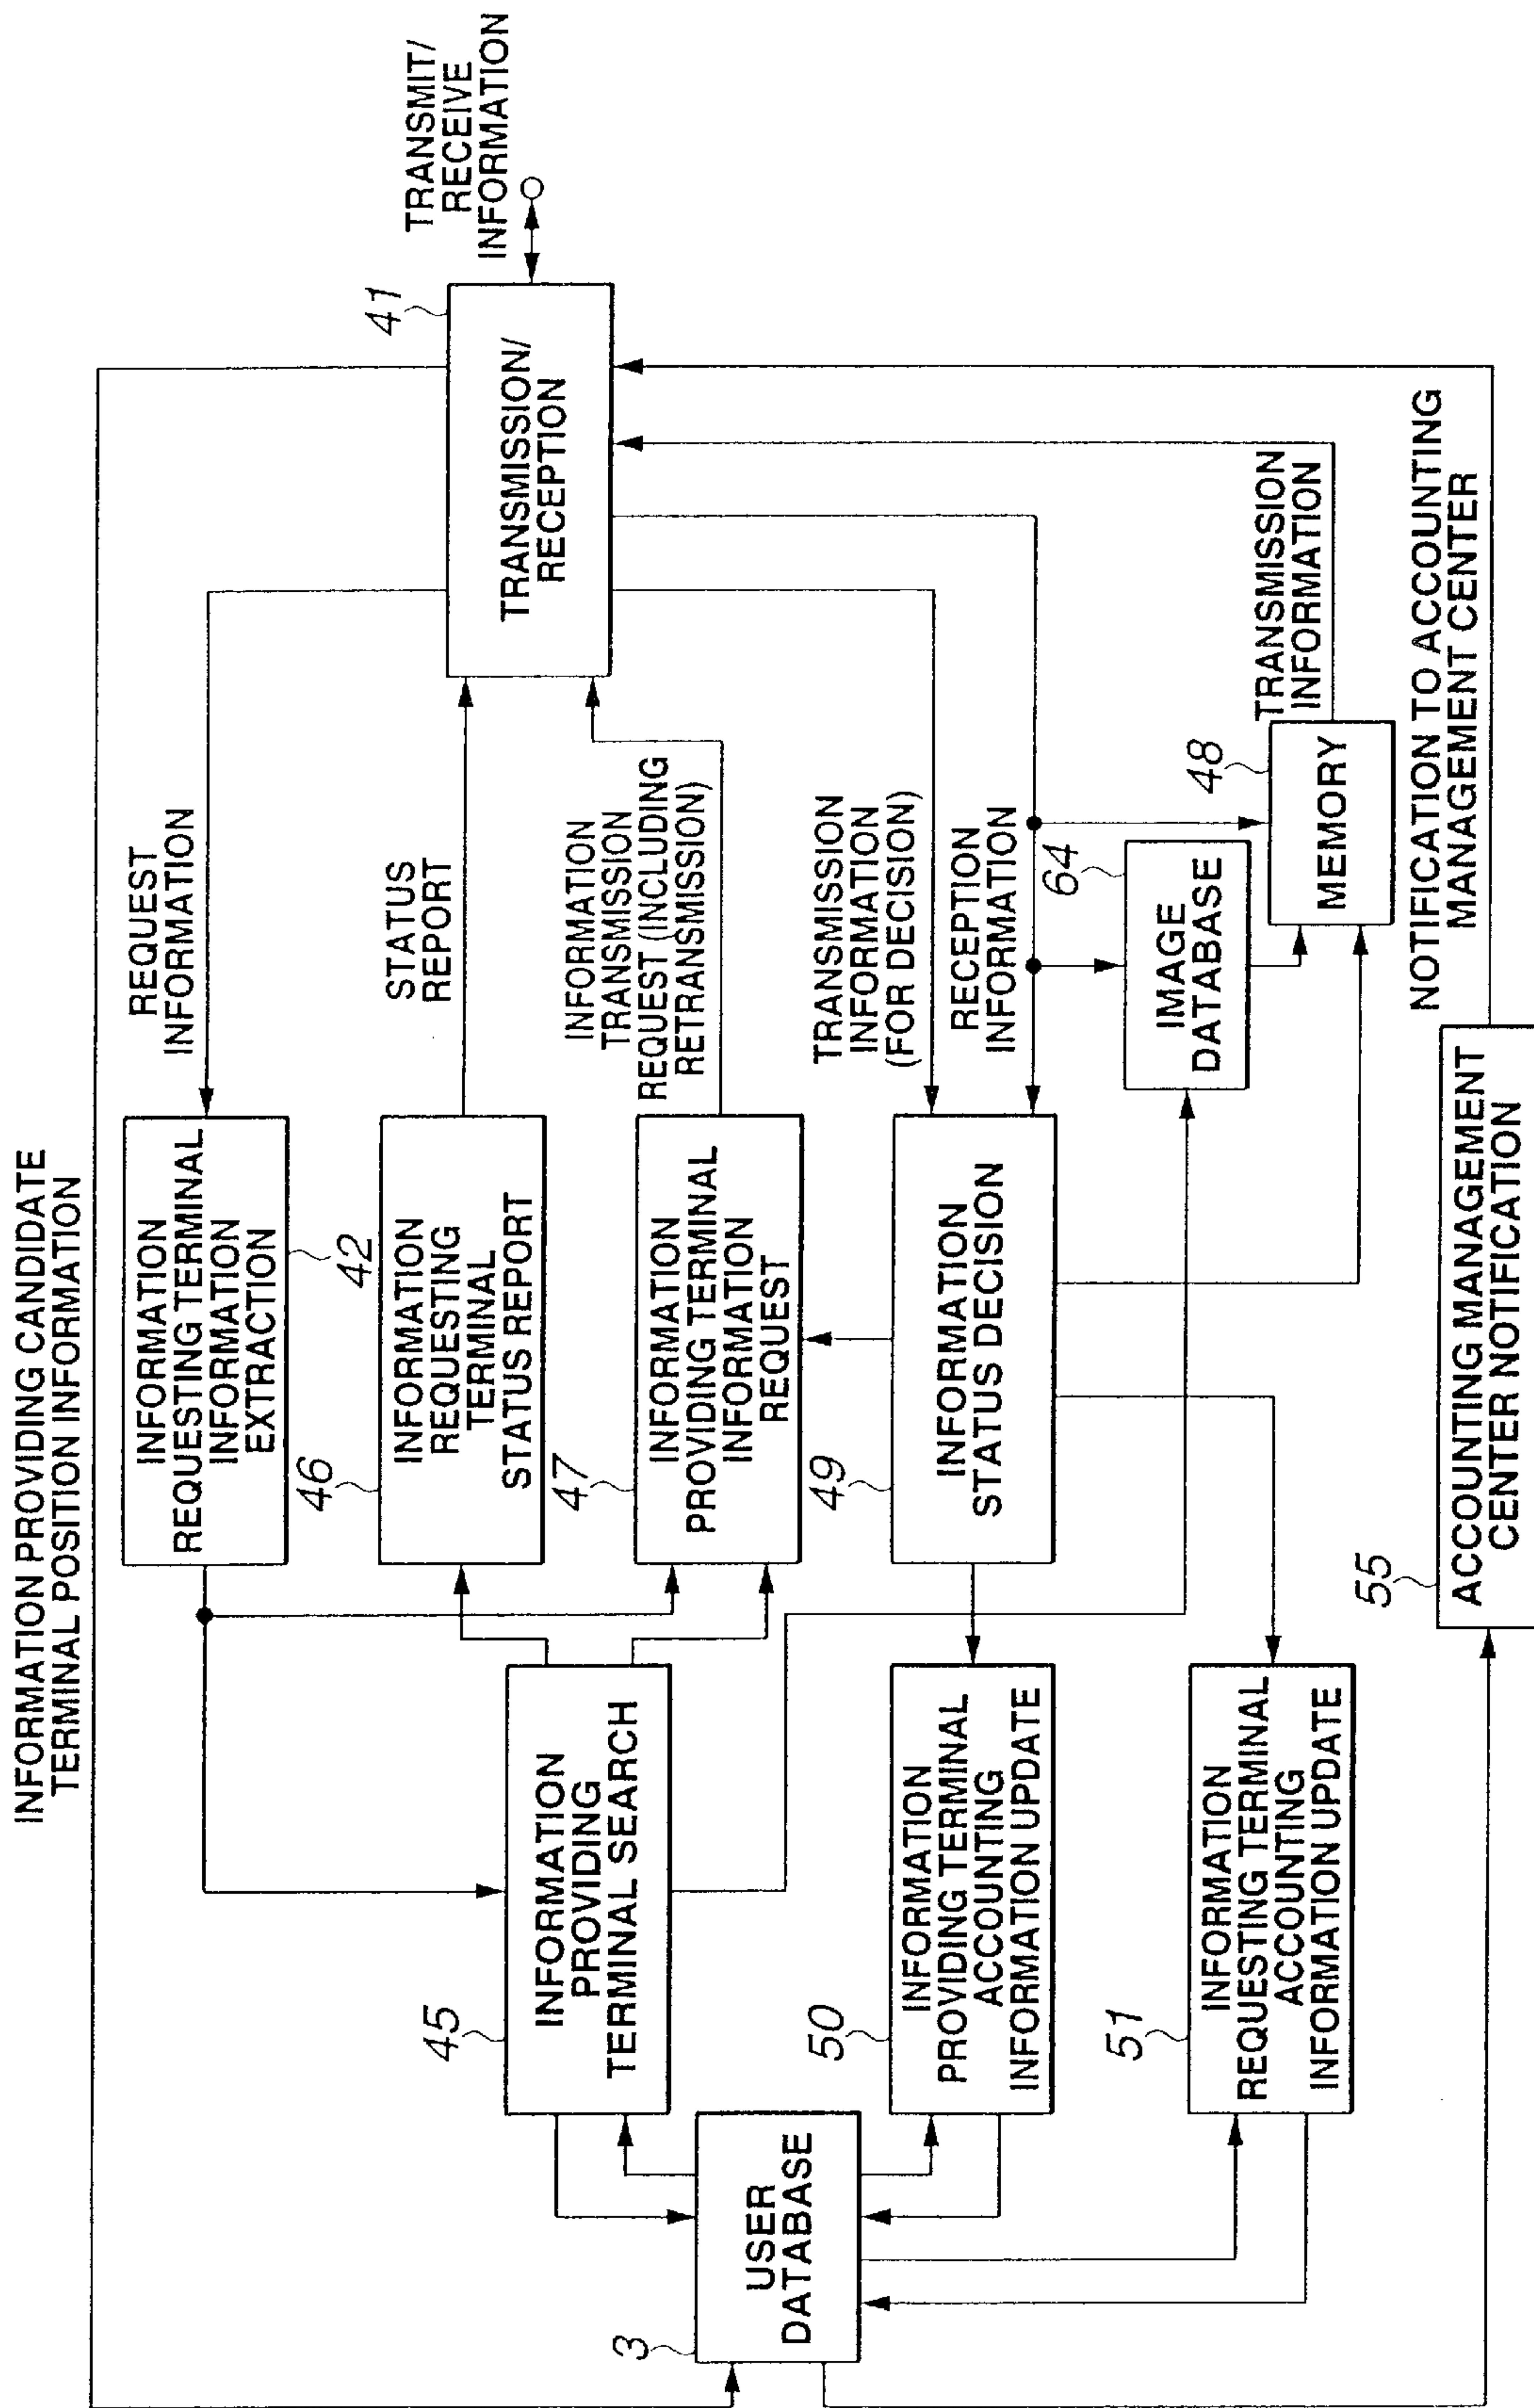 INFORMATION PROVIDING CANDIDATE
TERMINAL POSITION INFORMATION
REQUEST
INFORMATION
TRANSMIT/
RECEIVE
INFORMATION
41
TRANSMISSION/
RECEPTION
INFORMATION
REQUESTING TERMINAL
INFORMATION
EXTRACTION
42
STATUS
REPORT
46
INFORMATION
REQUESTING
TERMINAL
STATUS REPORT
INFORMATION
TRANSMISSION
REQUEST (INCLUDING
RETRANSMISSION)
47
INFORMATION
PROVIDING TERMINAL
INFORMATION
REQUEST
45
INFORMATION
PROVIDING
TERMINAL SEARCH
3
USER
DATABASE
TRANSMISSION
INFORMATION
(FOR DECISION)
RECEPTION
INFORMATION
49
INFORMATION
STATUS DECISION
50
INFORMATION
PROVIDING TERMINAL
ACCOUNTING
INFORMATION UPDATE
64
IMAGE
DATABASE
48
MEMORY
TRANSMISSION
INFORMATION
51
INFORMATION
REQUESTING TERMINAL
ACCOUNTING
INFORMATION UPDATE
NOTIFICATION TO ACCOUNTING
MANAGEMENT CENTER
55
ACCOUNTING MANAGEMENT
CENTER NOTIFICATION